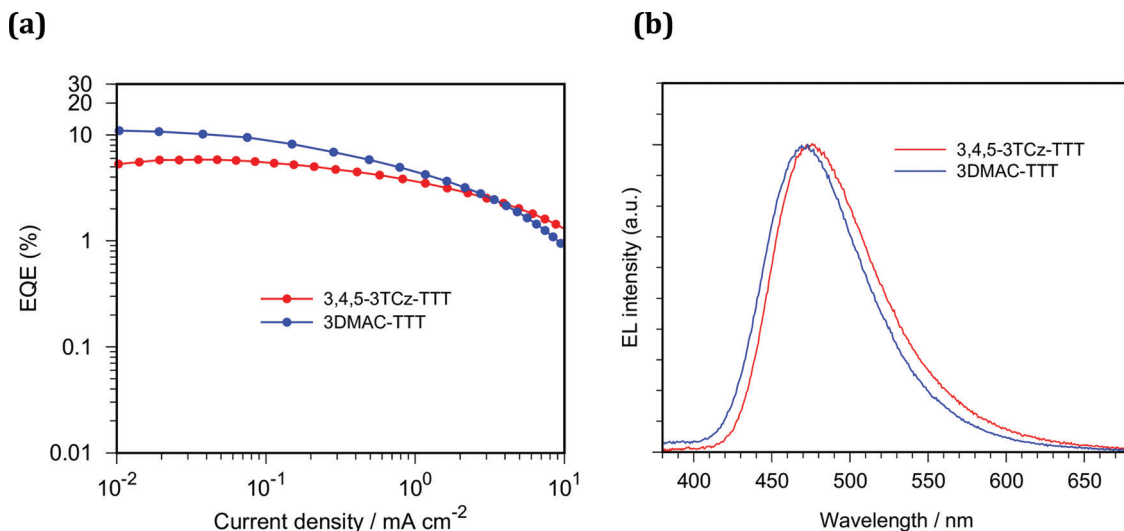 (a)
(b)
30
20
10
1
0.1
0.01
EQE (%)
3,4,5-3TCz-TTT
3DMAC-TTT
10-2
10-1
100
101
Current density / mA cm-2
EL intensity (a.u.)
3,4,5-3TCz-TTT
3DMAC-TTT
400 450 500 550 600 650
Wavelength / nm